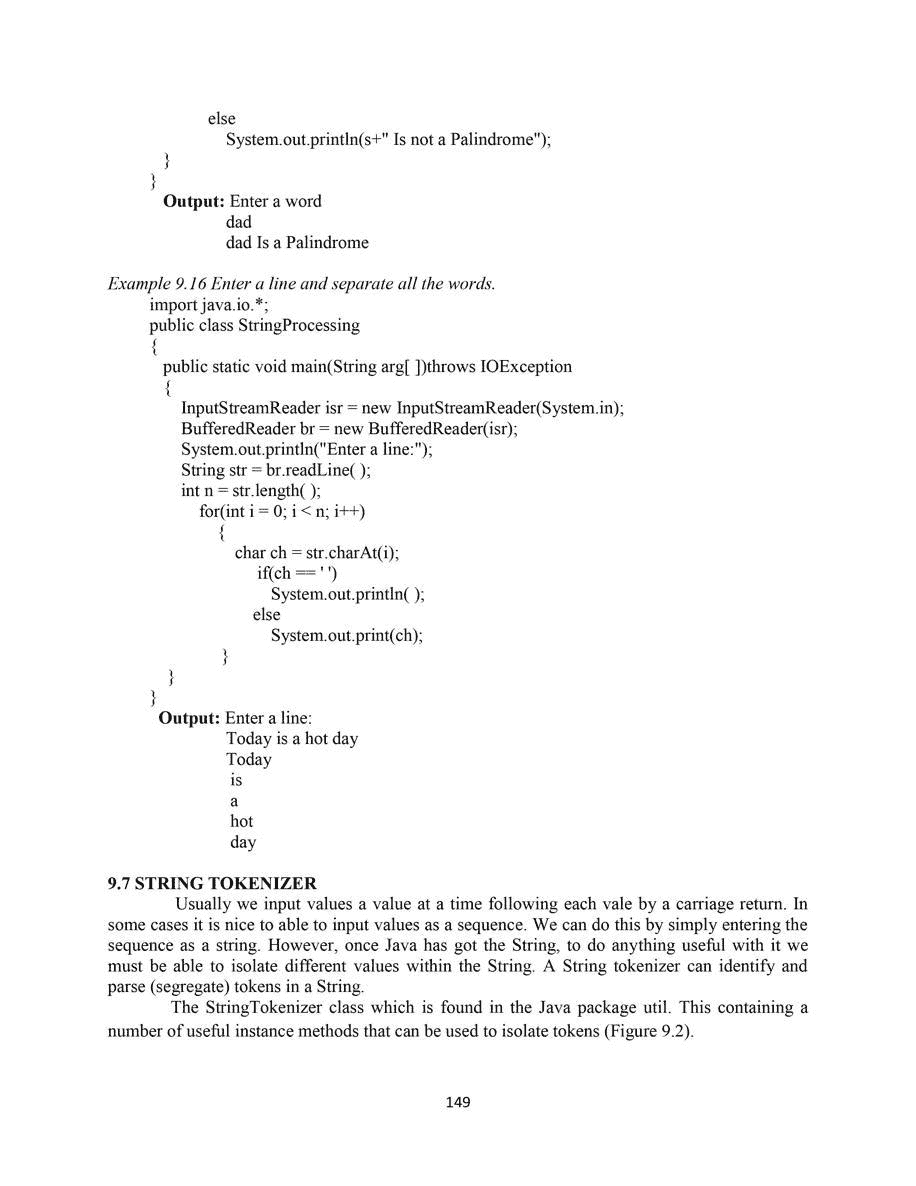 else
System.out.println(s+" Is not a Palindrome");
}
}
Output: Enter a word
dad
dad Is a Palindrome
Example 9.16 Enter a line and separate all the words.
import java.io.*;
public class StringProcessing
{
public static void main(String arg[ ])throws IOException
{
InputStreamReader isr = new InputStreamReader(System.in);
BufferedReader br = new BufferedReader(isr);
System.out.println("Enter a line:");
String str = br.readLine( );
int n = str.length( );
for(int i = 0; i < n; i++)
{
char ch = str.charAt(i);
if(ch == ' ')
System.out.println( );
else
System.out.print(ch);
}
}
}
Output: Enter a line:
Today is a hot day
Today
is
a
hot
day
9.7 STRING TOKENIZER
Usually we input values a value at a time following each vale by a carriage return. In
some cases it is nice to able to input values as a sequence. We can do this by simply entering the
sequence as a string. However, once Java has got the String, to do anything useful with it we
must be able to isolate different values within the String. A String tokenizer can identify and
parse (segregate) tokens in a String.
The StringTokenizer class which is found in the Java package util. This containing a
number of useful instance methods that can be used to isolate tokens (Figure 9.2).
149